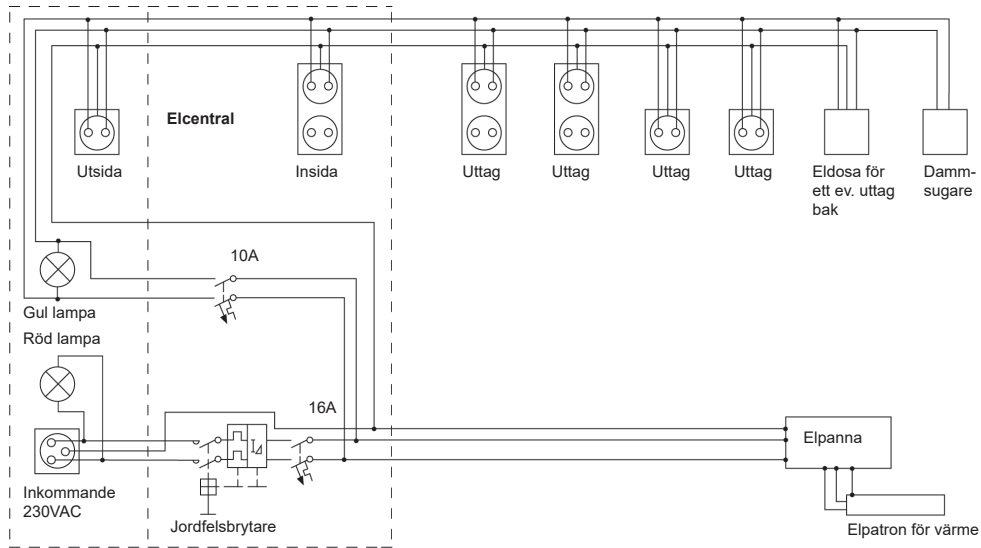 Elcentral
Utsida
Insida
Uttag
Uttag
Uttag
Uttag
Eldosa för
ett ev. uttag
bak
Damm-
sugare
10A
Gul lampa
Röd lampa
16A
Elpanna
Inkommande
230VAC
Jordfelsbrytare
Elpatron för värme